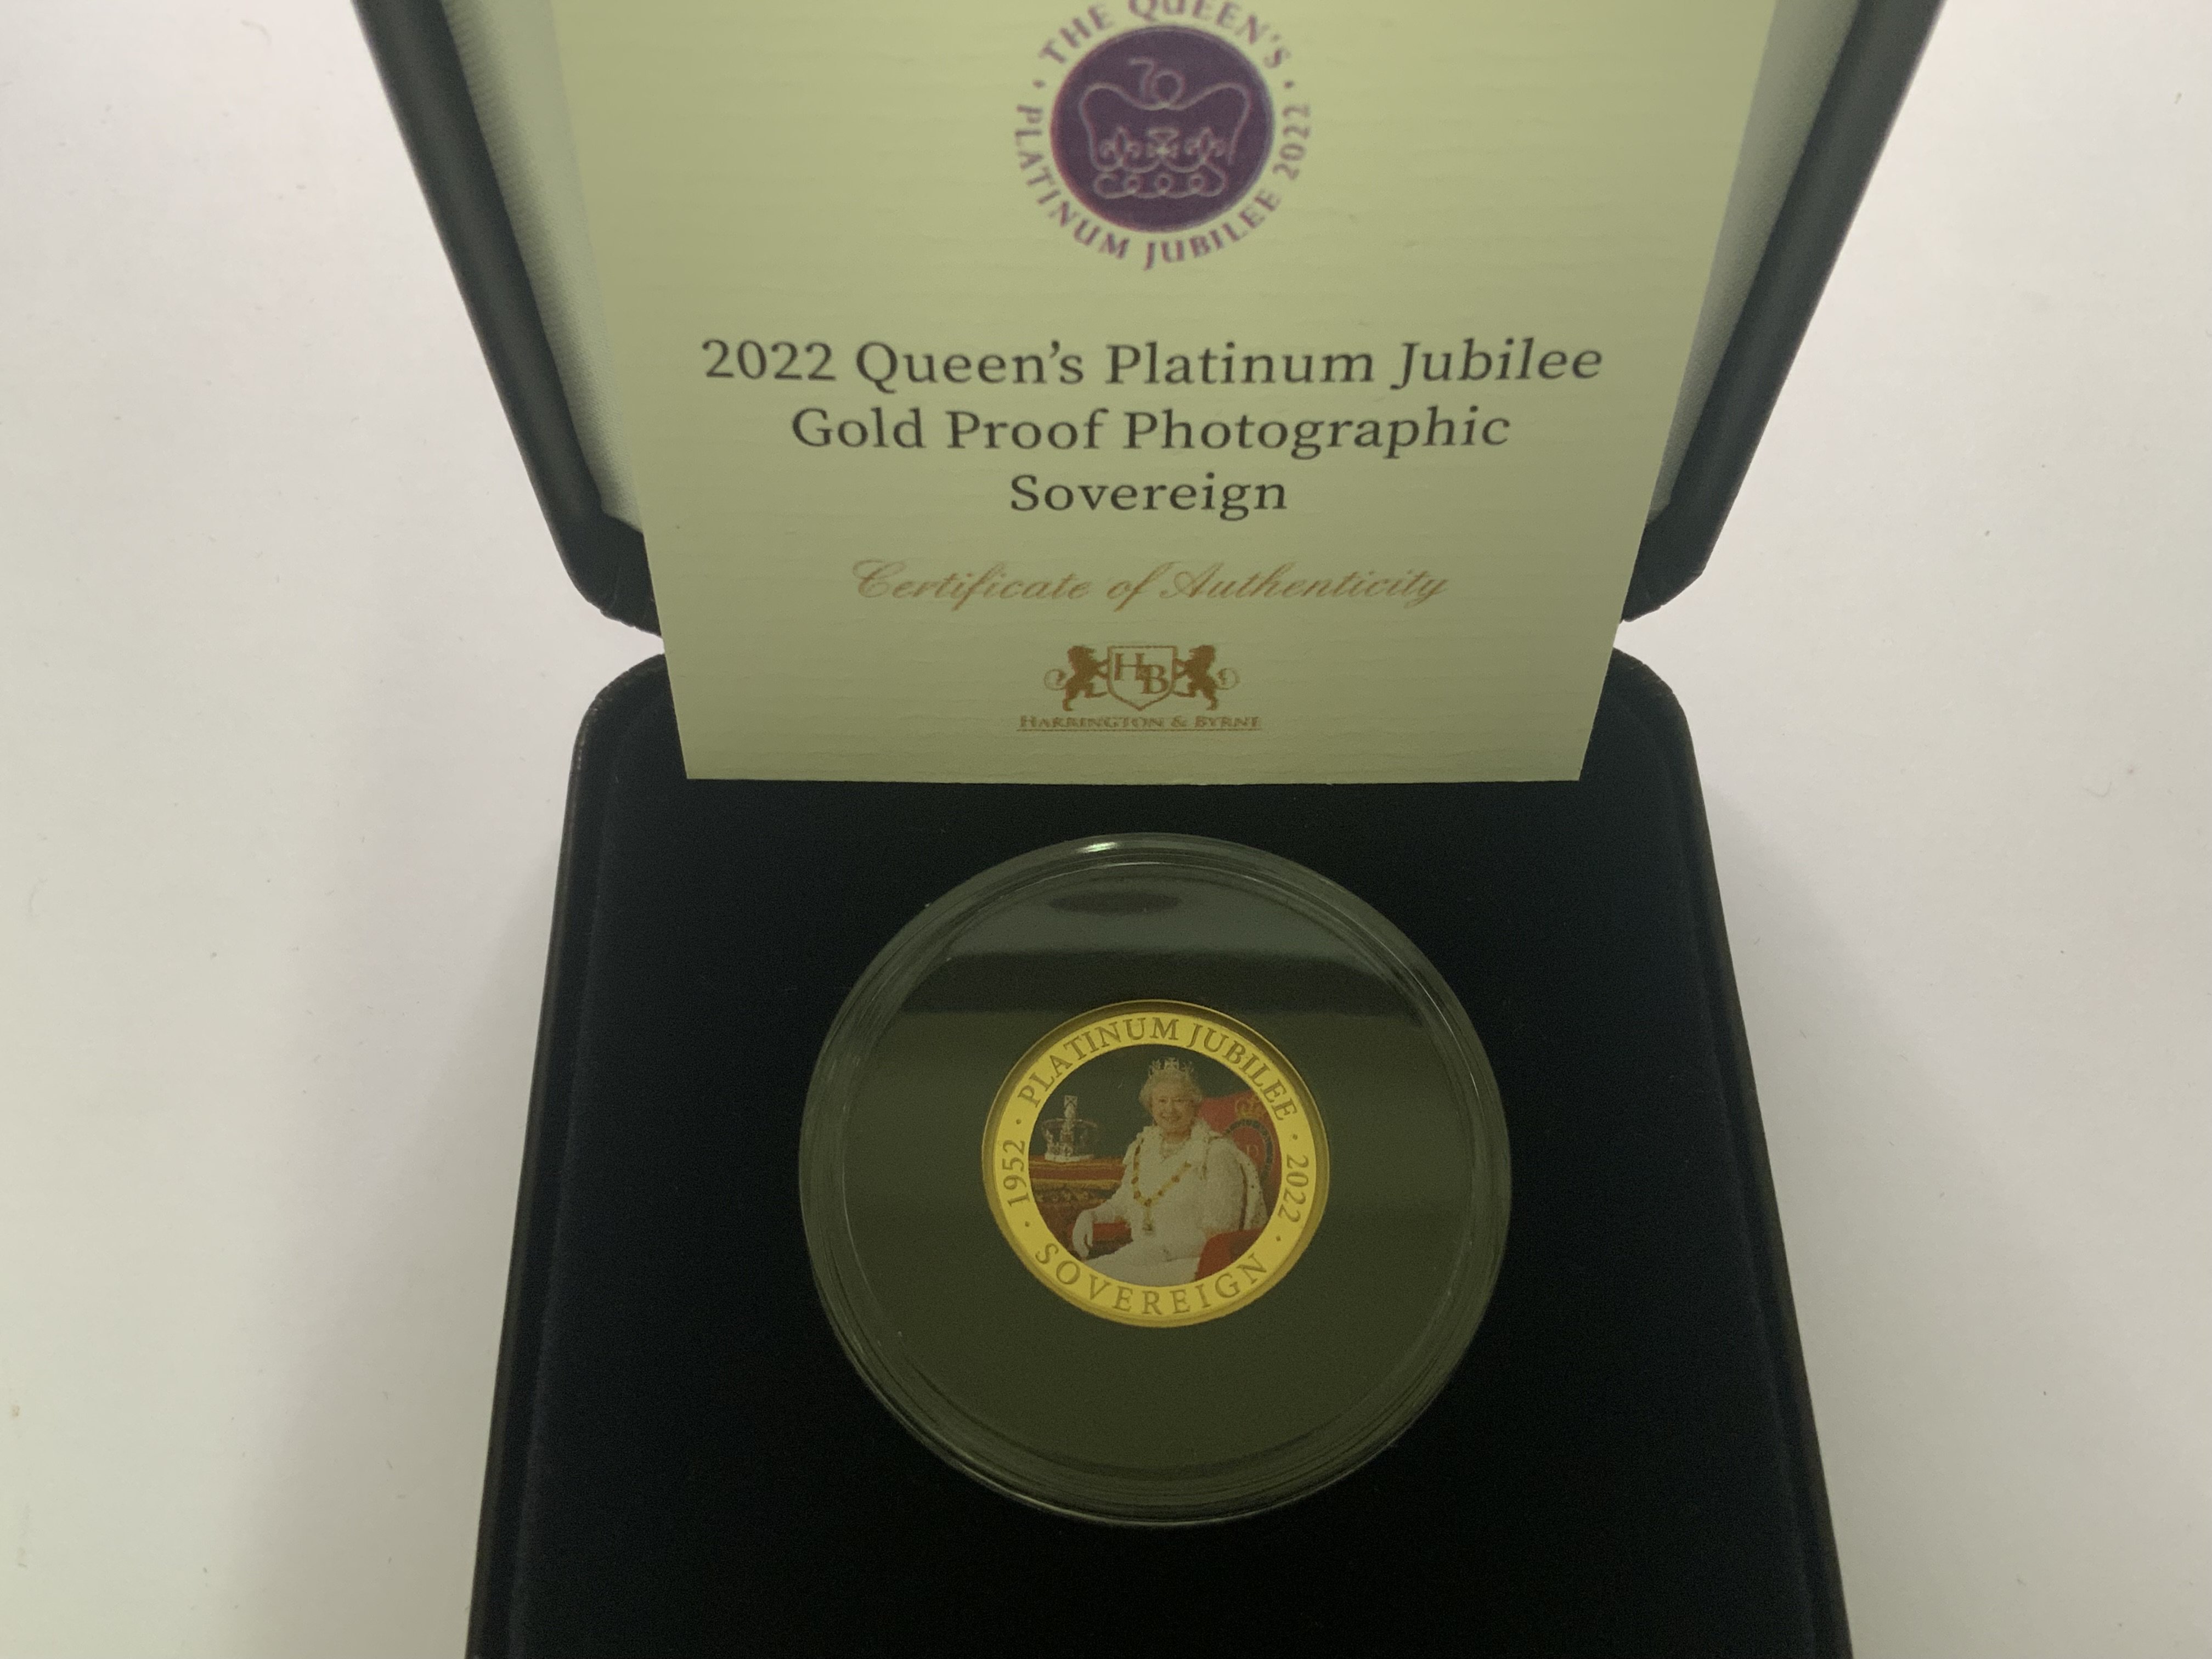 THE QUEEN'S
PLATINUM JUBILEE 2022
70
2022 Queen's Platinum Jubilee
Gold Proof Photographic
Sovereign
Certificate of Authenticity
HB
HARRINGTON & BYRNE
1952 · PLATINUM JUBILEE · 2022
SOVEREIGN